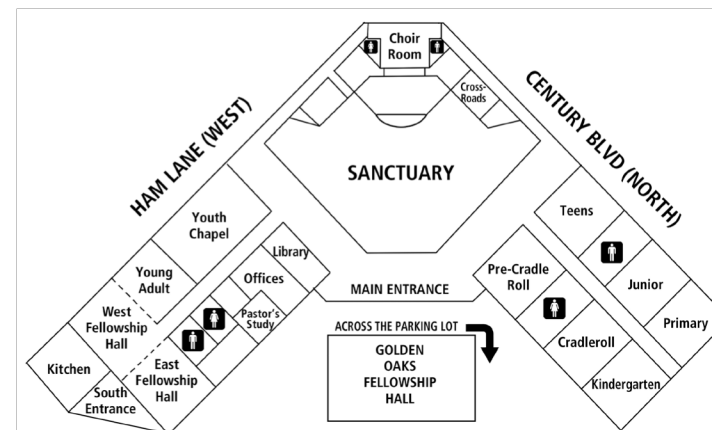 Choir
Room
Cross-
Roads
HAM LANE (WEST)
CENTURY BLVD (NORTH)
SANCTUARY
Youth
Chapel
Teens
Library
Young
Adult
Offices
Pre-Cradle
Roll
Junior
MAIN ENTRANCE
West
Fellowship
Hall
Pastor's
Study
Primary
ACROSS THE PARKING LOT
Cradleroll
GOLDEN
OAKS
FELLOWSHIP
HALL
Kitchen
East
Fellowship
Hall
South
Entrance
Kindergarten